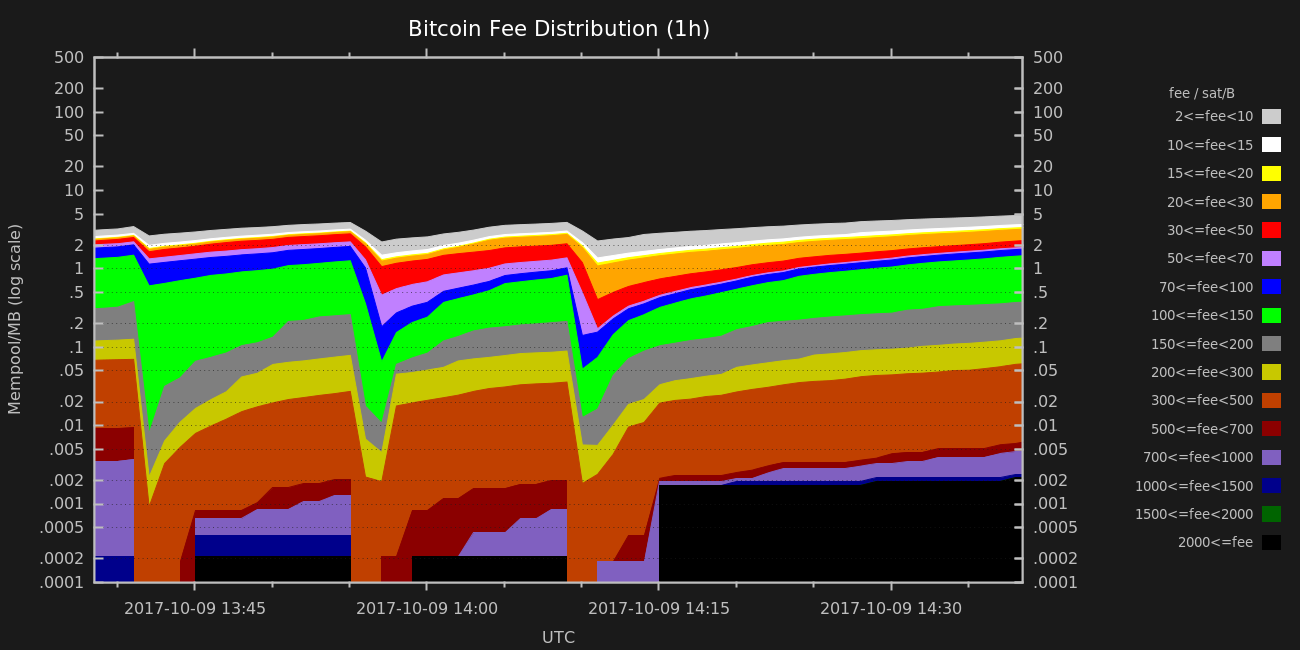 Bitcoin Fee Distribution (1h)
500
200
100
50
20
10
5
2
1
.5
.2
.1
.05
.02
.01
.005
.002
.001
.0005
.0002
.0001
Mempool/MB (log scale)
500
200
100
50
20
10
5
2
1
.5
.2
.1
.05
.02
.01
.005
.002
.001
.0005
.0002
.0001
2017-10-09 13:45
2017-10-09 14:00
2017-10-09 14:15
2017-10-09 14:30
UTC
fee / sat/B
2<=fee<10
10<=fee<15
15<=fee<20
20<=fee<30
30<=fee<50
50<=fee<70
70<=fee<100
100<=fee<150
150<=fee<200
200<=fee<300
300<=fee<500
500<=fee<700
700<=fee<1000
1000<=fee<1500
1500<=fee<2000
2000<=fee